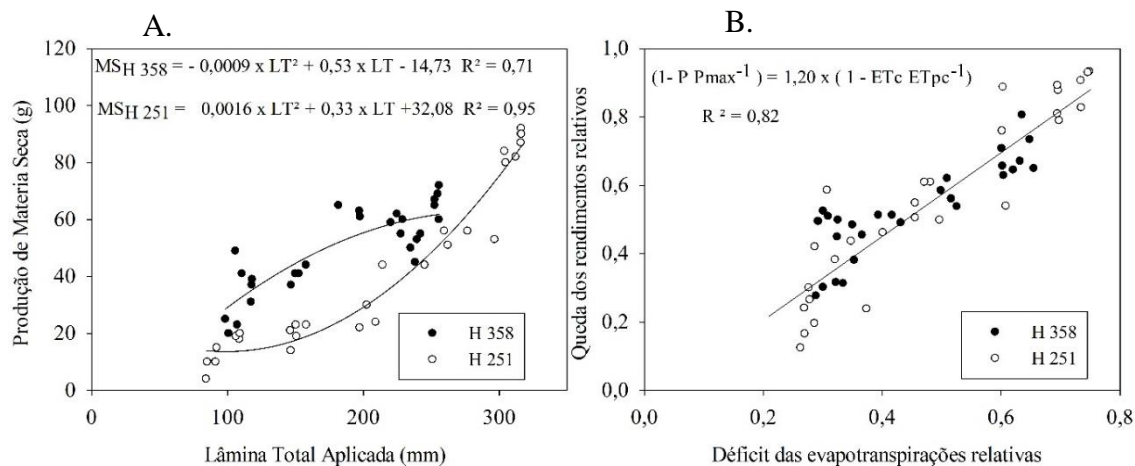 A.
MS_H 358 = - 0,0009 x LT² + 0,53 x LT - 14,73 R² = 0,71
MS_H 251 = 0,0016 x LT² + 0,33 x LT +32,08 R² = 0,95
Produção de Materia Seca (g)
120
100
80
60
40
20
0
0
100
200
300
H 358
H 251
Lâmina Total Aplicada (mm)
B.
(1- P Pmax⁻¹ ) = 1,20 x ( 1 - ETc ETpc⁻¹)
R ² = 0,82
Queda dos rendimentos relativos
1,0
0,8
0,6
0,4
0,2
0,0
0,0
0,2
0,4
0,6
0,8
H 358
H 251
Déficit das evapotranspirações relativas